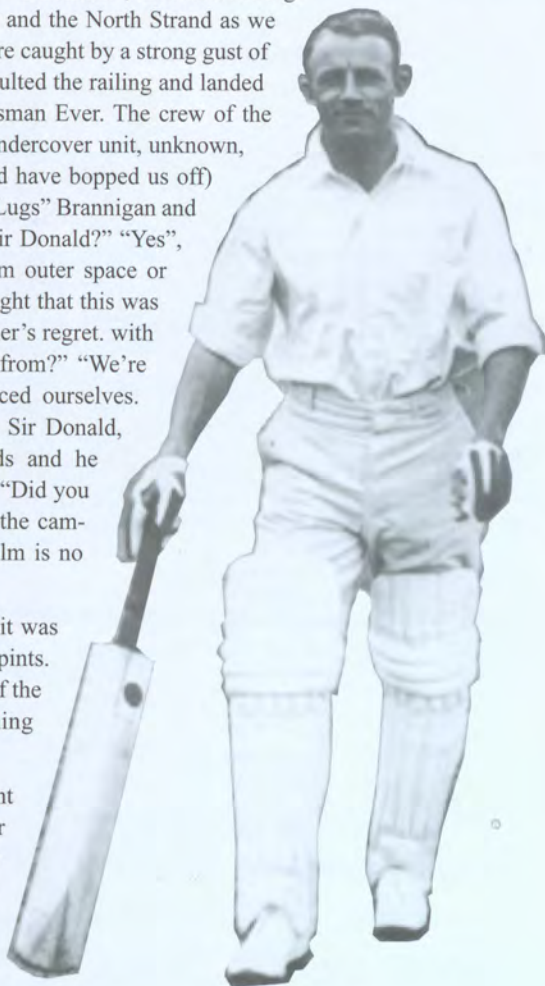 and the North Strand as we
re caught by a strong gust of
ulted the railing and landed
sman Ever. The crew of the
ndercover unit, unknown,
d have bopped us off)
Lugs” Brannigan and
ir Donald?” “Yes”,
m outer space or
ght that this was
er’s regret. with
from?” “We’re
ced ourselves.
Sir Donald,
ds and he
“Did you
the cam-
lm is no
it was
pints.
f the
ing
nt
r